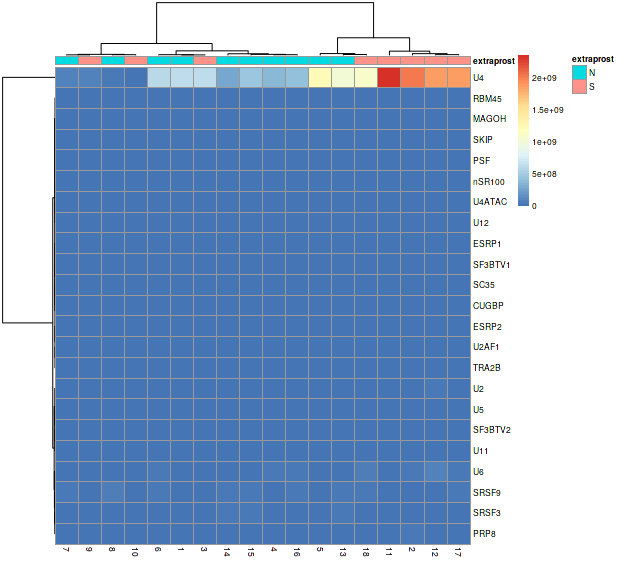 extraprost
U4
RBM45
MAGOH
SKIP
PSF
nSR100
U4ATAC
U12
ESRP1
SF3BTV1
SC35
CUGBP
ESRP2
U2AF1
TRA2B
U2
U5
SF3BTV2
U11
U6
SRSF9
SRSF3
PRP8
7 9 8 10 6 1 3 14 15 4 16 5 13 18 11 2 12 17
2e+09
1.5e+09
1e+09
5e+08
0
extraprost
N
S